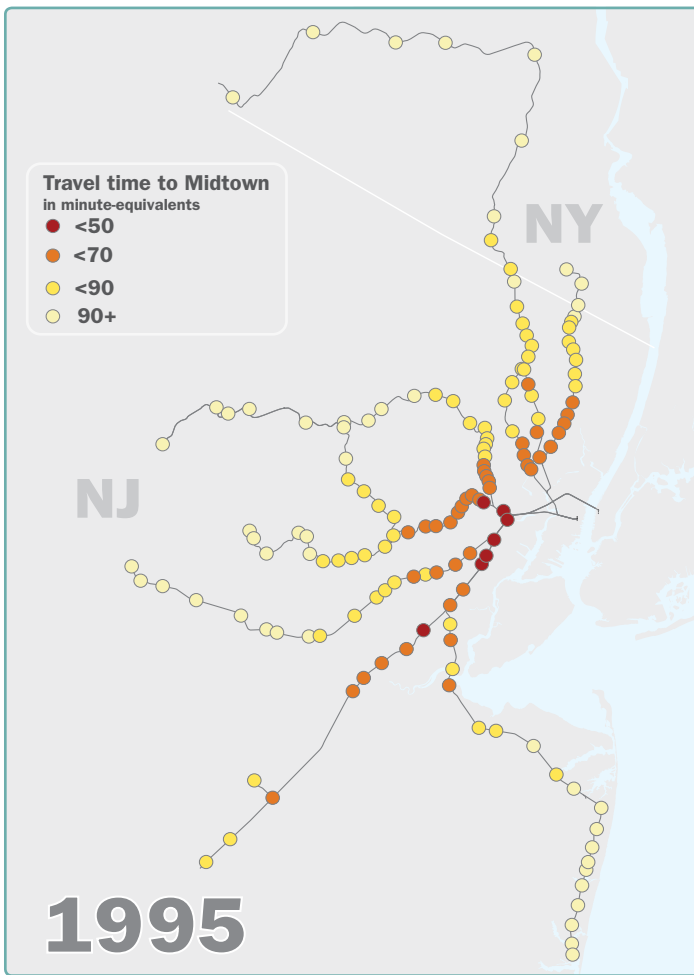 Travel time to Midtown
in minute-equivalents
<50
<70
<90
90+
NY
NJ
1995